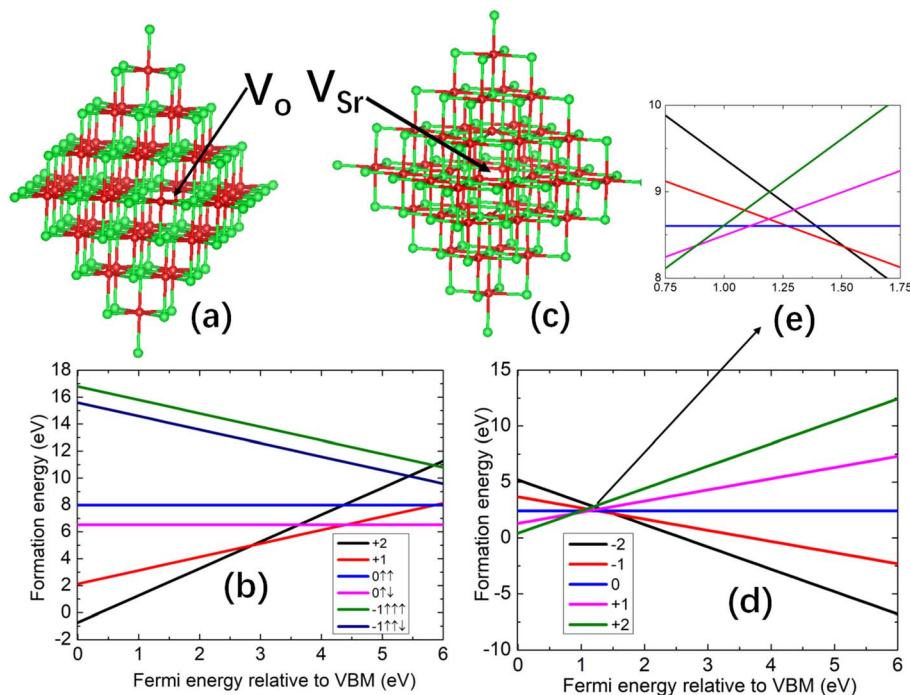 Vo VSr
(a)
(c)
10
9
8
0.75 1.00 1.25 1.50 1.75
(e)
18
16
14
12
10
8
6
4
2
0
-2
Formation energy (eV)
+2
+1
0↑↑
0↑↓
-1↑↑↑
-1↑↑↓
(b)
0 1 2 3 4 5 6
Fermi energy relative to VBM (eV)
15
10
5
0
-5
-10
Formation energy (eV)
-2
-1
0
+1
+2
(d)
0 1 2 3 4 5 6
Fermi energy relative to VBM (eV)